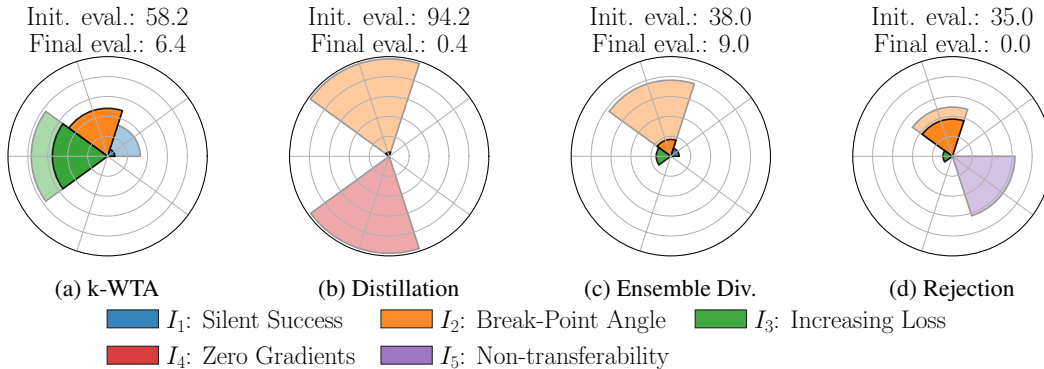 Init. eval.: 58.2
Final eval.: 6.4
Init. eval.: 94.2
Final eval.: 0.4
Init. eval.: 38.0
Final eval.: 9.0
Init. eval.: 35.0
Final eval.: 0.0
(a) k-WTA
(b) Distillation
(c) Ensemble Div.
(d) Rejection
I₁: Silent Success
I₂: Break-Point Angle
I₃: Increasing Loss
I₄: Zero Gradients
I₅: Non-transferability